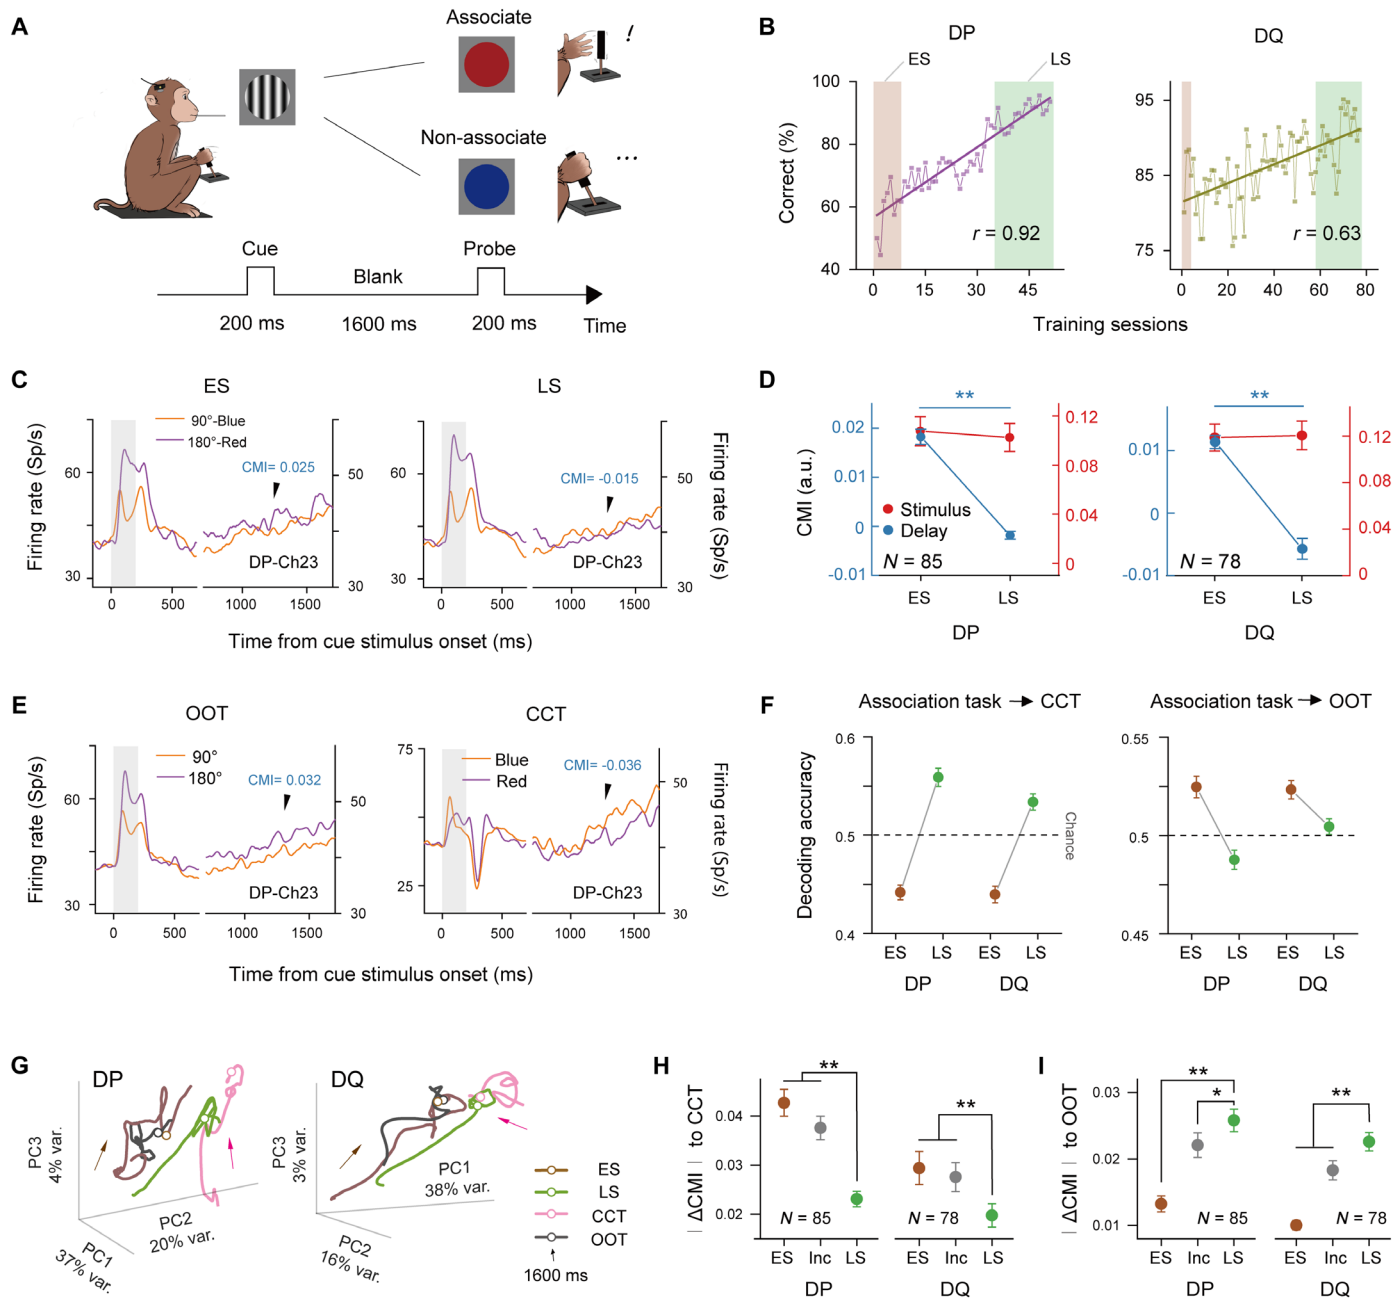 A
Associate
!
Non-associate
...
Cue
Probe
Blank
200 ms
1600 ms
200 ms
Time
B
DP
DQ
ES
LS
Correct (%)
100
80
60
40
r = 0.92
0
15
30
45
95
85
75
r = 0.63
0
20
40
60
80
Training sessions
C
ES
LS
Firing rate (Sp/s)
60
30
90°-Blue
180°-Red
CMI= 0.025
DP-Ch23
50
30
0
500
1000
1500
60
30
CMI= -0.015
DP-Ch23
50
30
Firing rate (Sp/s)
0
500
1000
1500
Time from cue stimulus onset (ms)
D
CMI (a.u.)
0.02
0.01
0
-0.01
**
Stimulus
Delay
N = 85
0.12
0.08
0.04
0
ES
LS
DP
0.01
0
-0.01
**
N = 78
0.12
0.08
0.04
0
ES
LS
DQ
E
OOT
CCT
Firing rate (Sp/s)
60
30
90°
180°
CMI= 0.032
DP-Ch23
50
30
0
500
1000
1500
75
25
Blue
Red
CMI= -0.036
DP-Ch23
50
30
Firing rate (Sp/s)
0
500
1000
1500
Time from cue stimulus onset (ms)
F
Association task → CCT
Association task → OOT
Decoding accuracy
0.6
0.5
0.4
Chance
ES
LS
ES
LS
DP
DQ
0.55
0.5
0.45
ES
LS
ES
LS
DP
DQ
G
DP
PC3
4% var.
PC2
20% var.
PC1
37% var.
DQ
PC3
3% var.
PC1
38% var.
PC2
16% var.
ES
LS
CCT
OOT
1600 ms
H
| ΔCMI | to CCT
0.04
0.03
0.02
**
**
N = 85
N = 78
ES
Inc
LS
ES
Inc
LS
DP
DQ
I
| ΔCMI | to OOT
0.03
0.02
0.01
**
*
**
N = 85
N = 78
ES
Inc
LS
ES
Inc
LS
DP
DQ